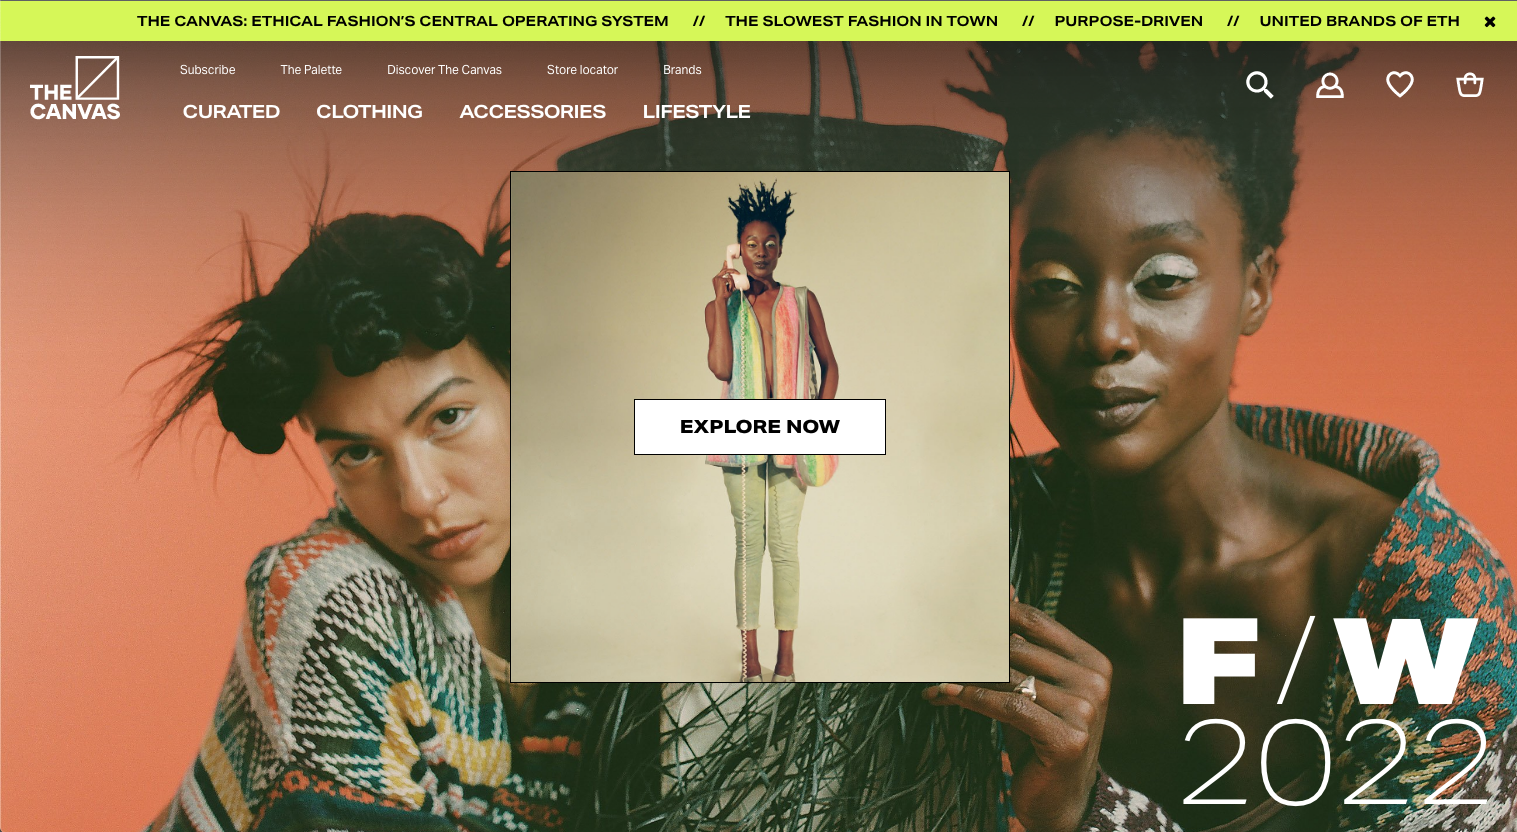 THE CANVAS: ETHICAL FASHION'S CENTRAL OPERATING SYSTEM // THE SLOWEST FASHION IN TOWN // PURPOSE-DRIVEN // UNITED BRANDS OF ETH
THE
CANVAS
Subscribe The Palette Discover The Canvas Store locator Brands
CURATED CLOTHING ACCESSORIES LIFESTYLE
EXPLORE NOW
F/W
2022